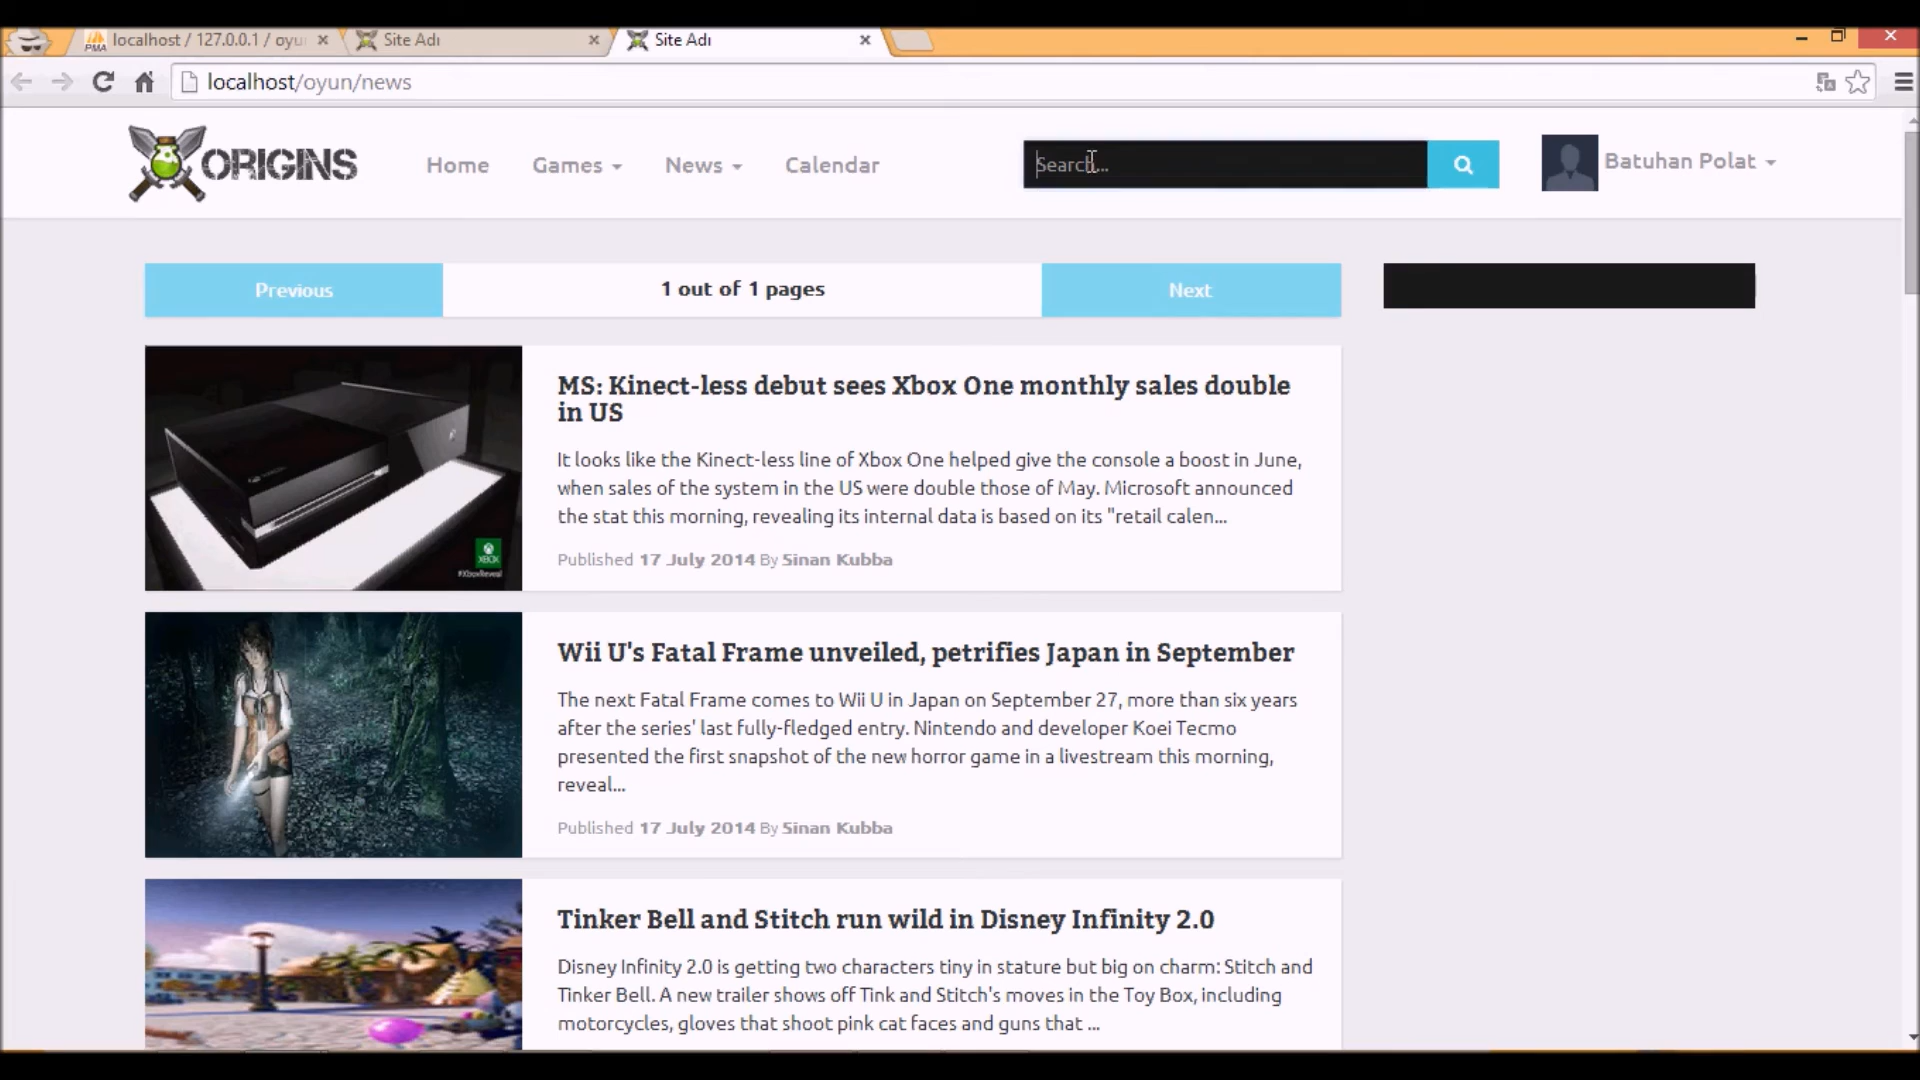 localhost / 127.0.0.1 / oyu
Site Adı
Site Adı
localhost/oyun/news
ORIGINS
Home
Games
News
Calendar
Search...
Batuhan Polat
Previous
1 out of 1 pages
Next
MS: Kinect-less debut sees Xbox One monthly sales double
in US
It looks like the Kinect-less line of Xbox One helped give the console a boost in June,
when sales of the system in the US were double those of May. Microsoft announced
the stat this morning, revealing its internal data is based on its "retail calen...
Published 17 July 2014 By Sinan Kubba
XBOX
#XboxReveal
Wii U's Fatal Frame unveiled, petrifies Japan in September
The next Fatal Frame comes to Wii U in Japan on September 27, more than six years
after the series' last fully-fledged entry. Nintendo and developer Koei Tecmo
presented the first snapshot of the new horror game in a livestream this morning,
reveal...
Published 17 July 2014 By Sinan Kubba
Tinker Bell and Stitch run wild in Disney Infinity 2.0
Disney Infinity 2.0 is getting two characters tiny in stature but big on charm: Stitch and
Tinker Bell. A new trailer shows off Tink and Stitch's moves in the Toy Box, including
motorcycles, gloves that shoot pink cat faces and guns that ...